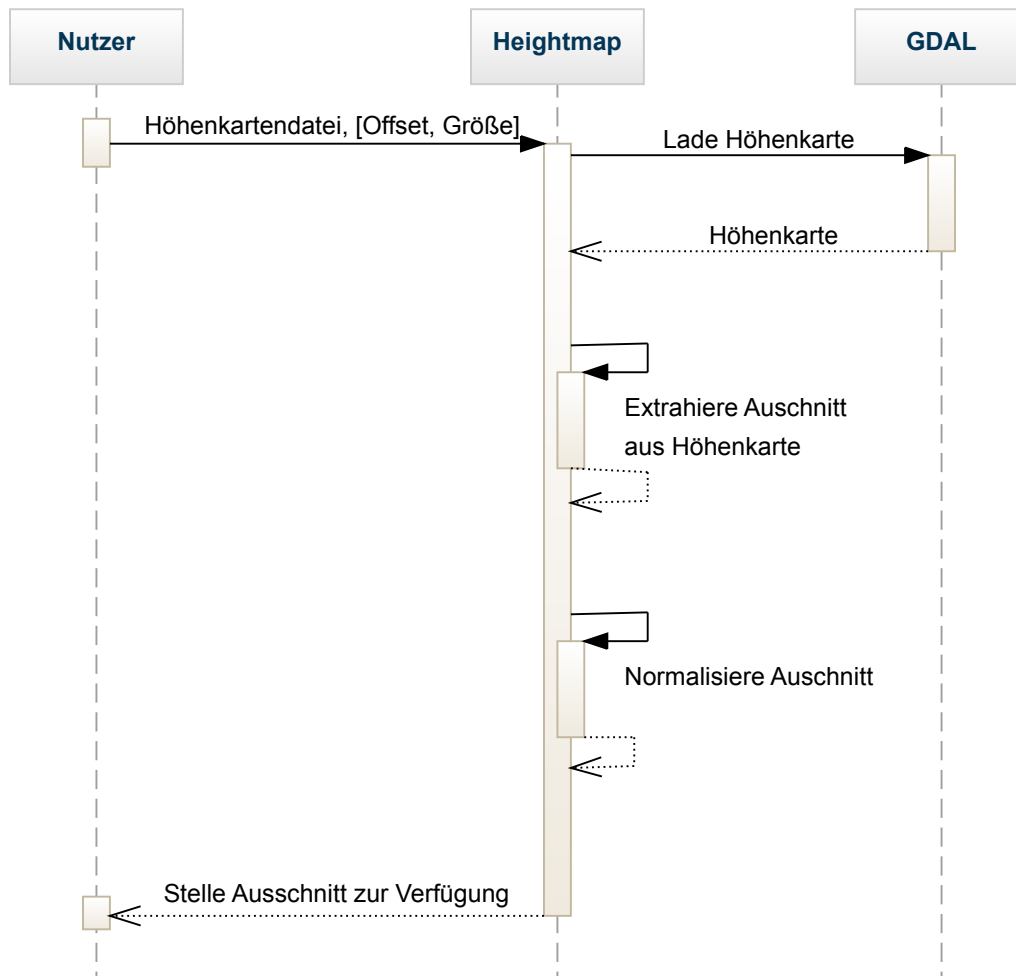 Nutzer
Heightmap
GDAL
Höhenkartendatei, [Offset, Größe]
Lade Höhenkarte
Höhenkarte
Extrahiere Auschnitt
aus Höhenkarte
Normalisiere Auschnitt
Stelle Ausschnitt zur Verfügung